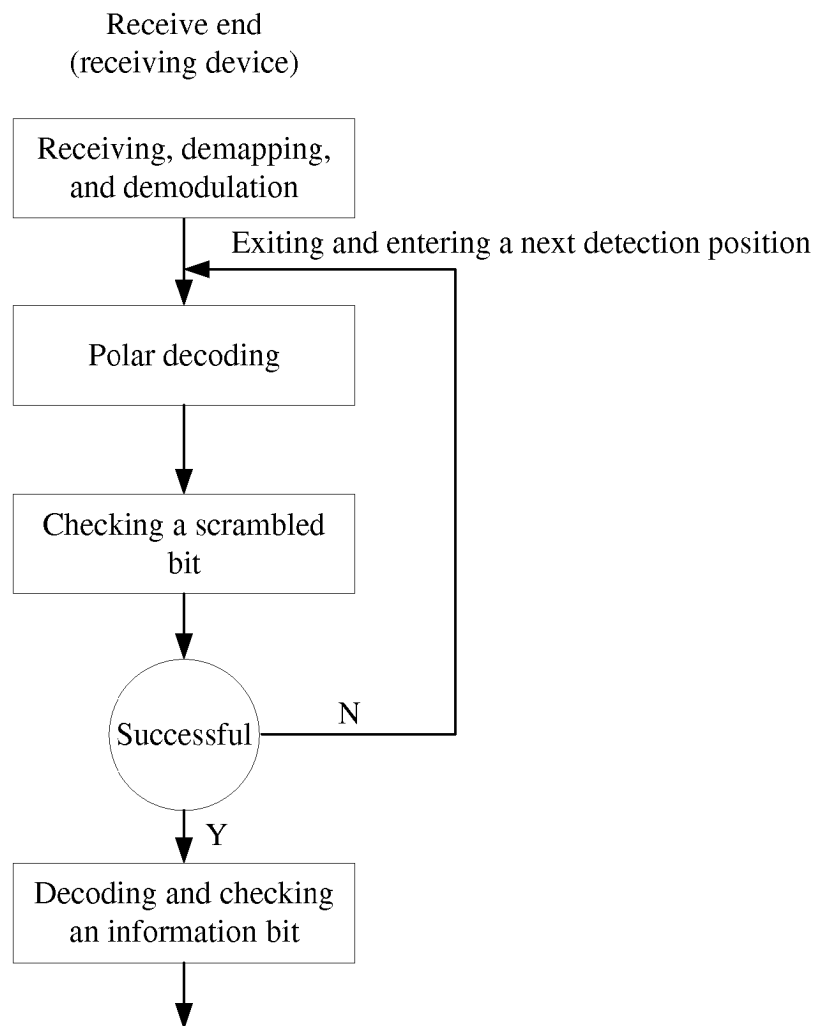 Receive end
(receiving device)
Receiving, demapping,
and demodulation
Exiting and entering a next detection position
Polar decoding
Checking a scrambled
bit
Successful
N
Y
Decoding and checking
an information bit